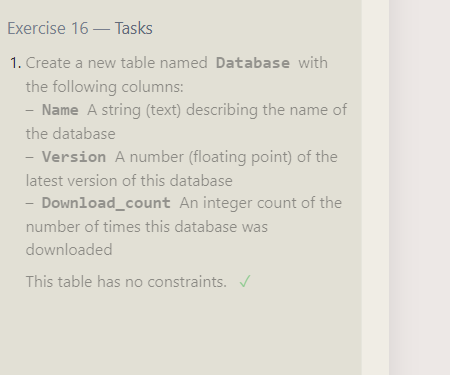 Exercise 16 — Tasks
1. Create a new table named Database with
the following columns:
– Name A string (text) describing the name of
the database
– Version A number (floating point) of the
latest version of this database
– Download_count An integer count of the
number of times this database was
downloaded
This table has no constraints. ✓